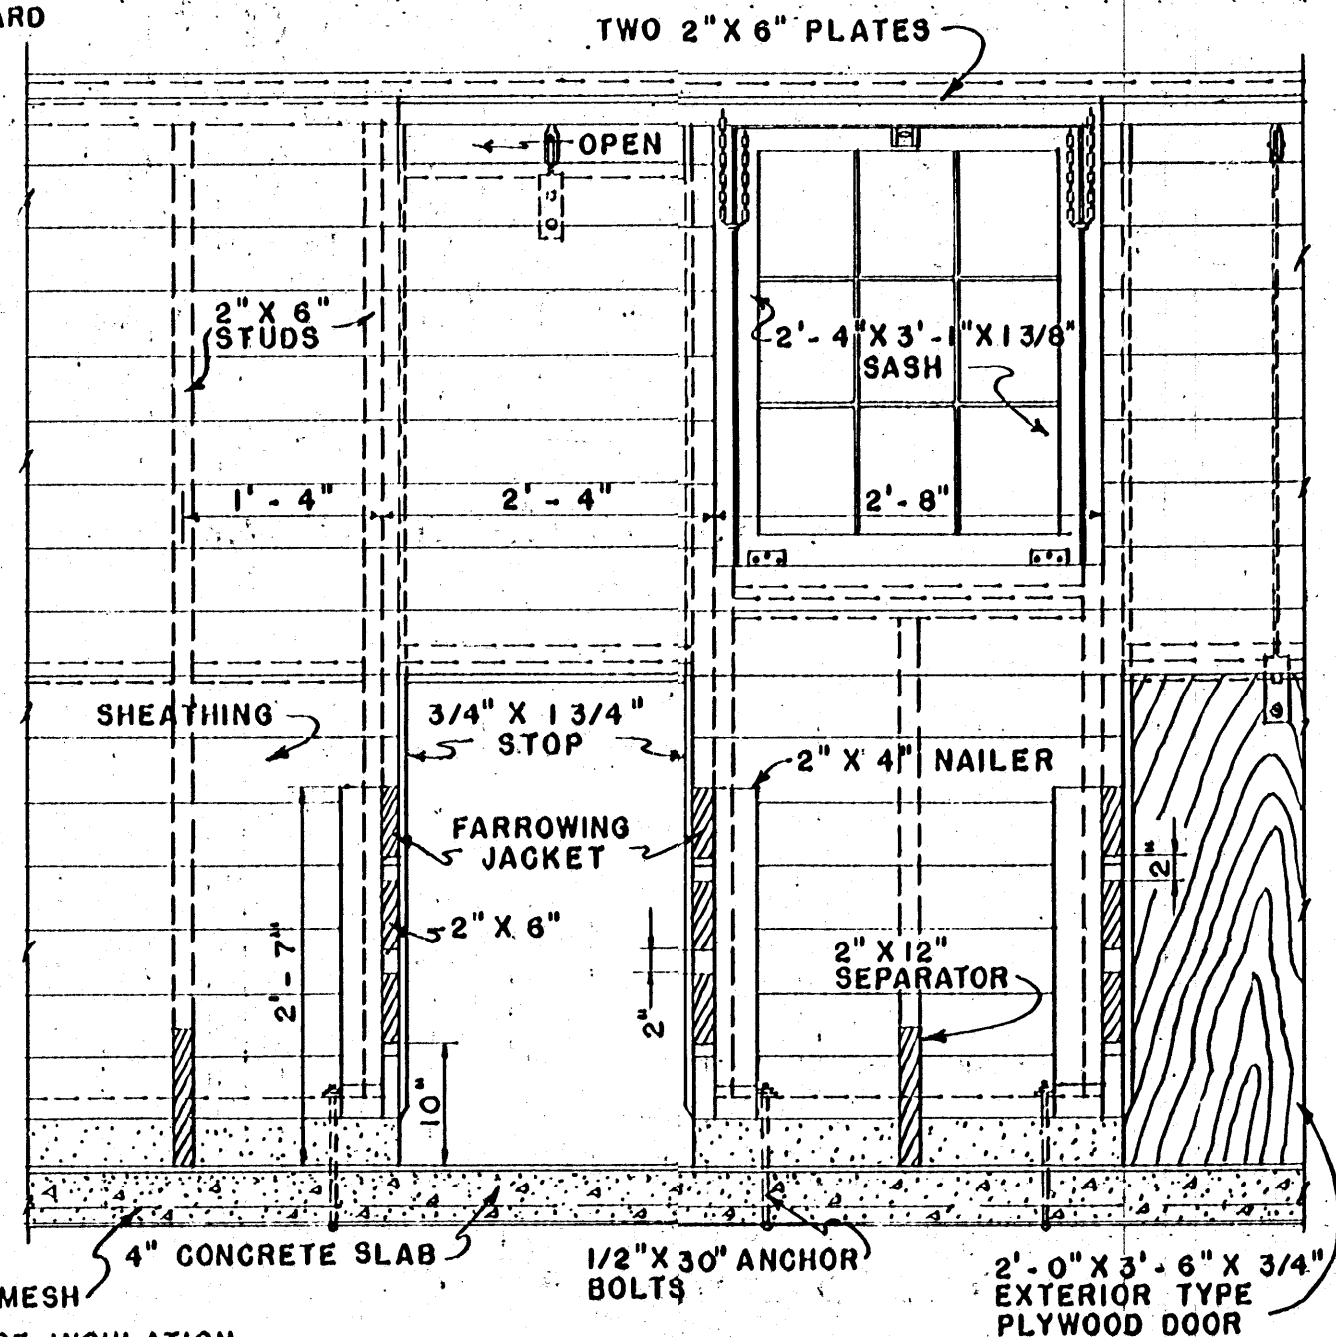 ARD
TWO 2" X 6" PLATES
OPEN
2" X 6"
STUDS
2'- 4" X 3'- 1" X 1 3/8"
SASH
1' - 4"
2' - 4"
2' - 8"
SHEATHING
3/4" X 1 3/4"
STOP
2" X 4" NAILER
FARROWING
JACKET
2"
2" X 6"
2' - 7"
2" X 12"
SEPARATOR
2"
10"
4" CONCRETE SLAB
1/2" X 30" ANCHOR
BOLTS
2'- 0" X 3'- 6" X 3/4"
EXTERIOR TYPE
PLYWOOD DOOR
MESH